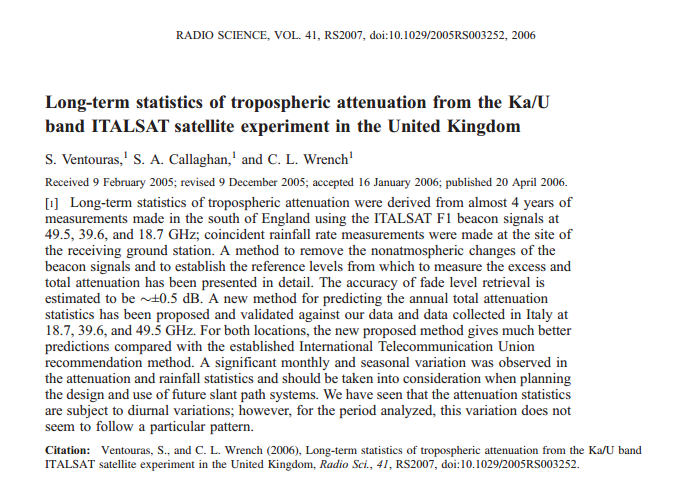 RADIO SCIENCE, VOL. 41, RS2007, doi:10.1029/2005RS003252, 2006
Long-term statistics of tropospheric attenuation from the Ka/U
band ITALSAT satellite experiment in the United Kingdom
S. Ventouras,¹ S. A. Callaghan,¹ and C. L. Wrench¹
Received 9 February 2005; revised 9 December 2005; accepted 16 January 2006; published 20 April 2006.
[1] Long-term statistics of tropospheric attenuation were derived from almost 4 years of
measurements made in the south of England using the ITALSAT F1 beacon signals at
49.5, 39.6, and 18.7 GHz; coincident rainfall rate measurements were made at the site of
the receiving ground station. A method to remove the nonatmospheric changes of the
beacon signals and to establish the reference levels from which to measure the excess and
total attenuation has been presented in detail. The accuracy of fade level retrieval is
estimated to be ∼±0.5 dB. A new method for predicting the annual total attenuation
statistics has been proposed and validated against our data and data collected in Italy at
18.7, 39.6, and 49.5 GHz. For both locations, the new proposed method gives much better
predictions compared with the established International Telecommunication Union
recommendation method. A significant monthly and seasonal variation was observed in
the attenuation and rainfall statistics and should be taken into consideration when planning
the design and use of future slant path systems. We have seen that the attenuation statistics
are subject to diurnal variations; however, for the period analyzed, this variation does not
seem to follow a particular pattern.
Citation: Ventouras, S., and C. L. Wrench (2006), Long-term statistics of tropospheric attenuation from the Ka/U band
ITALSAT satellite experiment in the United Kingdom, Radio Sci., 41, RS2007, doi:10.1029/2005RS003252.